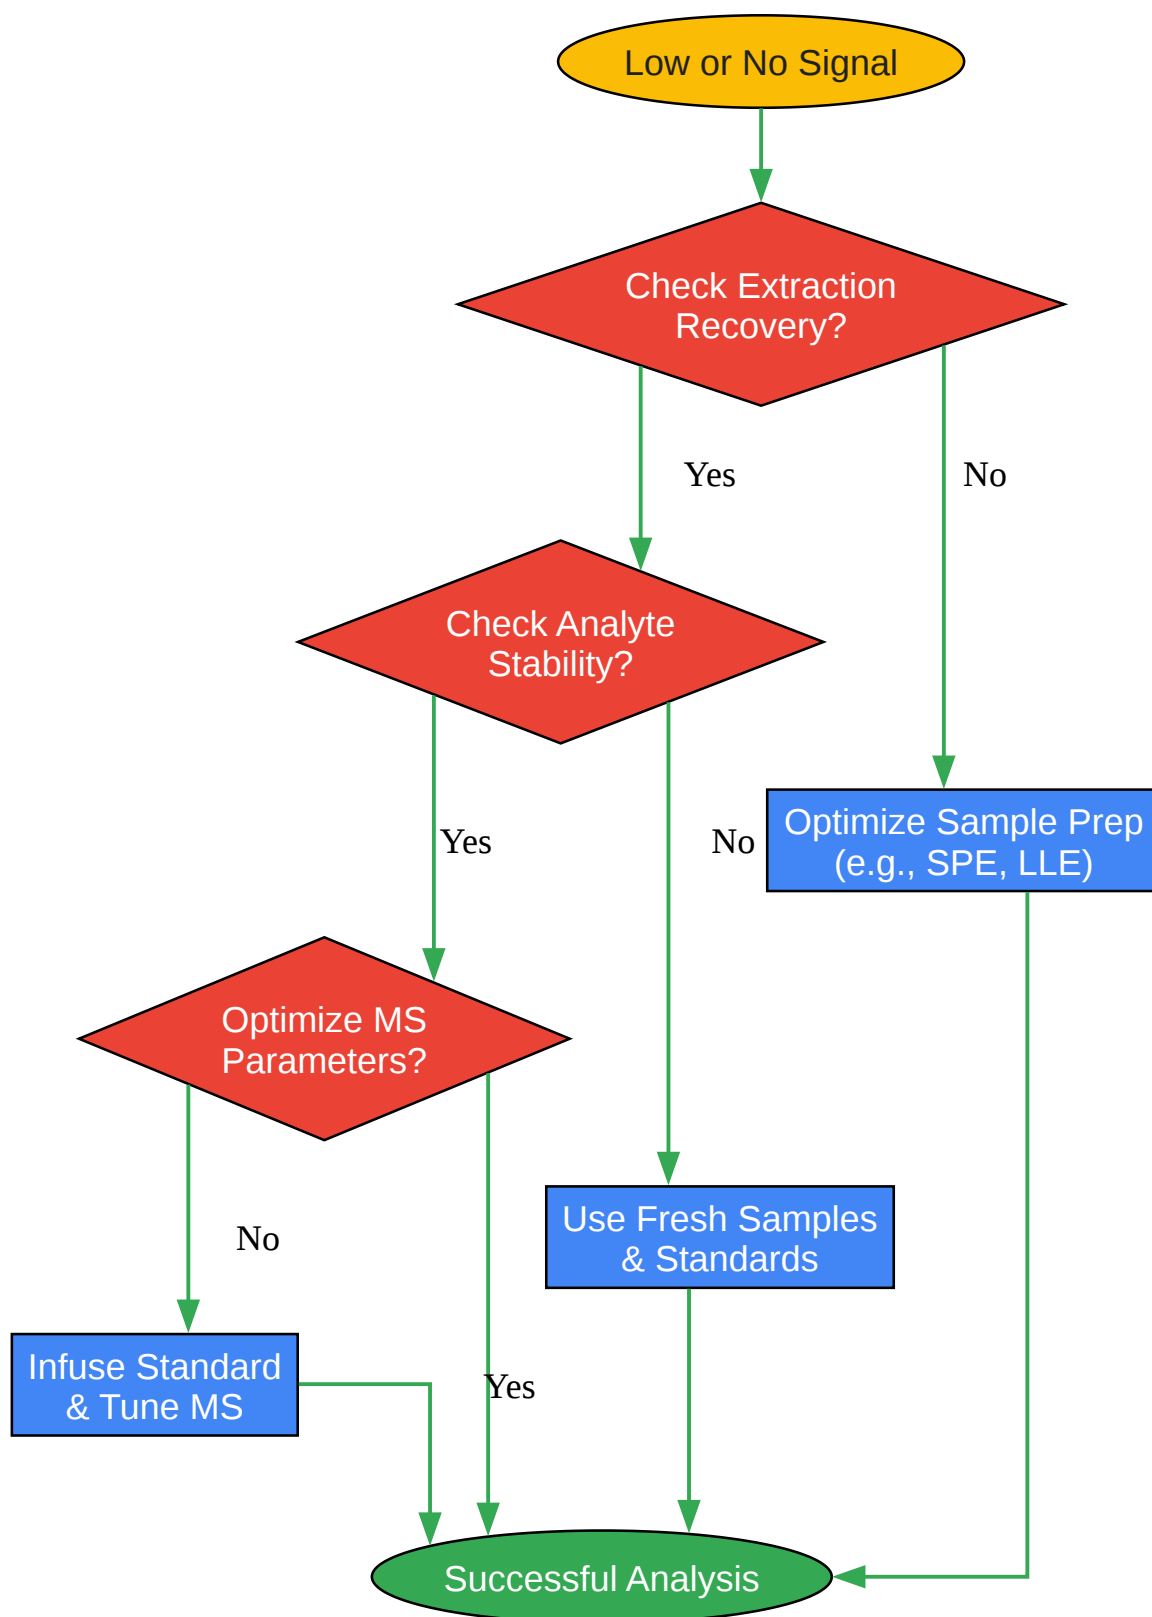 Low or No Signal
Check Extraction
Recovery?
Yes
No
Check Analyte
Stability?
Yes
No
Optimize Sample Prep
(e.g., SPE, LLE)
Optimize MS
Parameters?
No
Use Fresh Samples
& Standards
Infuse Standard
& Tune MS
Yes
Successful Analysis